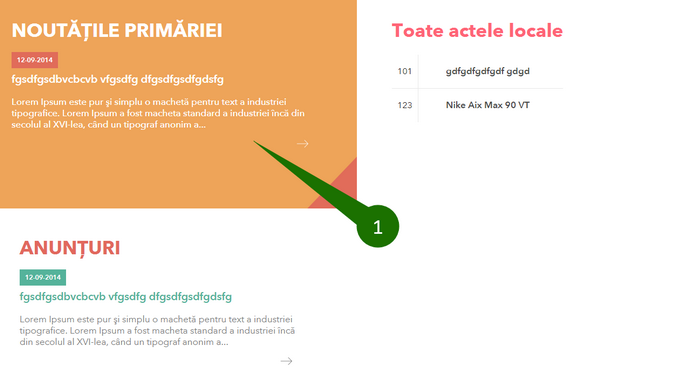 NOUTĂȚILE PRIMĂRIEI
12-09-2014
fgsdfgsdbvcbcvb vfgsdfg dfgsdfgsdfgdsfg
Lorem Ipsum este pur şi simplu o machetă pentru text a industriei
tipografice. Lorem Ipsum a fost macheta standard a industriei încă din
secolul al XVI-lea, când un tipograf anonim a...
Toate actele locale
101 gdfgdfgdfgdf gdgd
123 Nike Aix Max 90 VT
1
ANUNȚURI
12-09-2014
fgsdfgsdbvcbcvb vfgsdfg dfgsdfgsdfgdsfg
Lorem Ipsum este pur şi simplu o machetă pentru text a industriei
tipografice. Lorem Ipsum a fost macheta standard a industriei încă
din secolul al XVI-lea, când un tipograf anonim a...